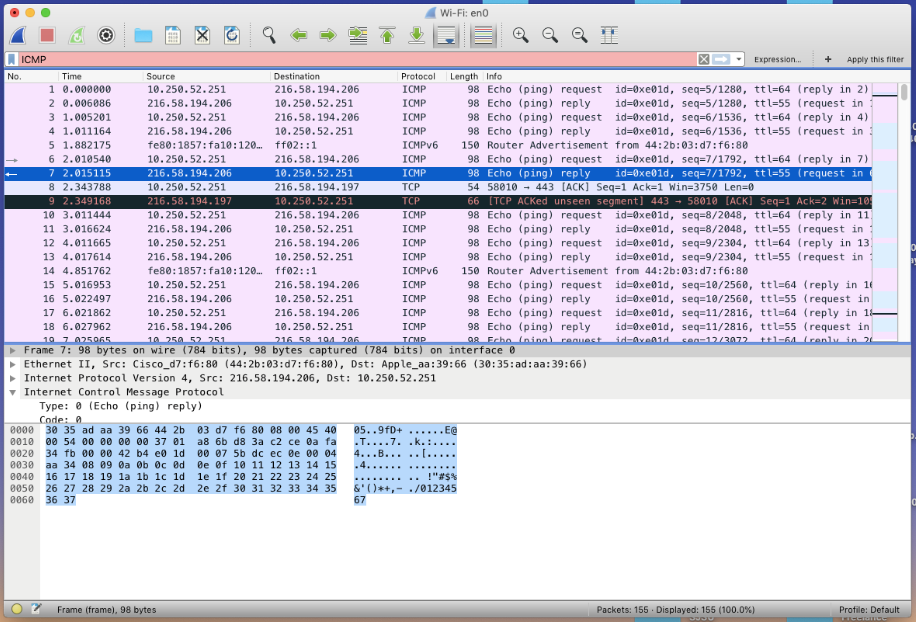 Wi-Fi: en0
ICMP Expression... + Apply this filter
No. Time Source Destination Protocol Length Info
1 0.000000 10.250.52.251 216.58.194.206 ICMP 98 Echo (ping) request id=0xe01d, seq=5/1280, ttl=64 (reply in 2)
2 0.006086 216.58.194.206 10.250.52.251 ICMP 98 Echo (ping) reply id=0xe01d, seq=5/1280, ttl=55 (request in
3 1.005201 10.250.52.251 216.58.194.206 ICMP 98 Echo (ping) request id=0xe01d, seq=6/1536, ttl=64 (reply in 4)
4 1.011164 216.58.194.206 10.250.52.251 ICMP 98 Echo (ping) reply id=0xe01d, seq=6/1536, ttl=55 (request in
5 1.882175 fe80:1857:fa10:120… ff02::1 ICMPv6 150 Router Advertisement from 44:2b:03:d7:f6:80
6 2.010540 10.250.52.251 216.58.194.206 ICMP 98 Echo (ping) request id=0xe01d, seq=7/1792, ttl=64 (reply in 7)
7 2.015115 216.58.194.206 10.250.52.251 ICMP 98 Echo (ping) reply id=0xe01d, seq=7/1792, ttl=55 (request in
8 2.343788 10.250.52.251 216.58.194.197 TCP 54 58010 → 443 [ACK] Seq=1 Ack=1 Win=3750 Len=0
9 2.349168 216.58.194.197 10.250.52.251 TCP 66 [TCP ACKed unseen segment] 443 → 58010 [ACK] Seq=1 Ack=2 Win=105
10 3.011444 10.250.52.251 216.58.194.206 ICMP 98 Echo (ping) request id=0xe01d, seq=8/2048, ttl=64 (reply in 11)
11 3.016624 216.58.194.206 10.250.52.251 ICMP 98 Echo (ping) reply id=0xe01d, seq=8/2048, ttl=55 (request in
12 4.011665 10.250.52.251 216.58.194.206 ICMP 98 Echo (ping) request id=0xe01d, seq=9/2304, ttl=64 (reply in 13)
13 4.017614 216.58.194.206 10.250.52.251 ICMP 98 Echo (ping) reply id=0xe01d, seq=9/2304, ttl=55 (request in
14 4.851762 fe80:1857:fa10:120… ff02::1 ICMPv6 150 Router Advertisement from 44:2b:03:d7:f6:80
15 5.016953 10.250.52.251 216.58.194.206 ICMP 98 Echo (ping) request id=0xe01d, seq=10/2560, ttl=64 (reply in
16 5.022497 216.58.194.206 10.250.52.251 ICMP 98 Echo (ping) reply id=0xe01d, seq=10/2560, ttl=55 (request in
17 6.021862 10.250.52.251 216.58.194.206 ICMP 98 Echo (ping) request id=0xe01d, seq=11/2816, ttl=64 (reply in
18 6.027962 216.58.194.206 10.250.52.251 ICMP 98 Echo (ping) reply id=0xe01d, seq=11/2816, ttl=55 (request in
19 7.025965 10.250.52.251 216.58.194.206 ICMP 98 Echo (ping) request id=0xe01d, seq=12/3072, ttl=64 (reply in
Frame 7: 98 bytes on wire (784 bits), 98 bytes captured (784 bits) on interface 0
Ethernet II, Src: Cisco_d7:f6:80 (44:2b:03:d7:f6:80), Dst: Apple_aa:39:66 (30:35:ad:aa:39:66)
Internet Protocol Version 4, Src: 216.58.194.206, Dst: 10.250.52.251
Internet Control Message Protocol
Type: 0 (Echo (ping) reply)
Code: 0
0000 30 35 ad aa 39 66 44 2b 03 d7 f6 80 08 00 45 40 05..9fD+ ......E@
0010 00 54 00 00 00 00 37 01 a8 6b d8 3a c2 ce 0a fa .T....7. .k.:....
0020 34 fb 00 00 42 b4 e0 1d 00 07 5b dc ec 0e 00 04 4...B... ..[.....
0030 aa 34 08 09 0a 0b 0c 0d 0e 0f 10 11 12 13 14 15 .4...... ........
0040 16 17 18 19 1a 1b 1c 1d 1e 1f 20 21 22 23 24 25 ........ .. !"#$%
0050 26 27 28 29 2a 2b 2c 2d 2e 2f 30 31 32 33 34 35 &'()*+,- ./012345
0060 36 37 67
Frame (frame), 98 bytes Packets: 155 · Displayed: 155 (100.0%) Profile: Default